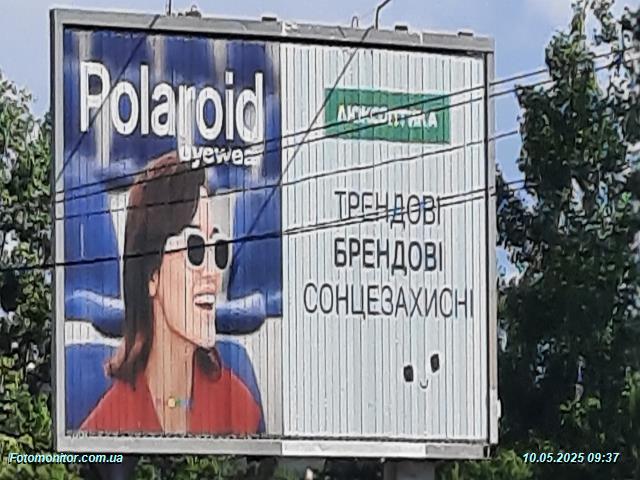 Polaroid
eyewear
ЛЮКСОПТИКА
ТРЕНДОВІ
БРЕНДОВІ
СОНЦЕЗАХИСНІ
Fotomonitor.com.ua
10.05.2025 09:37